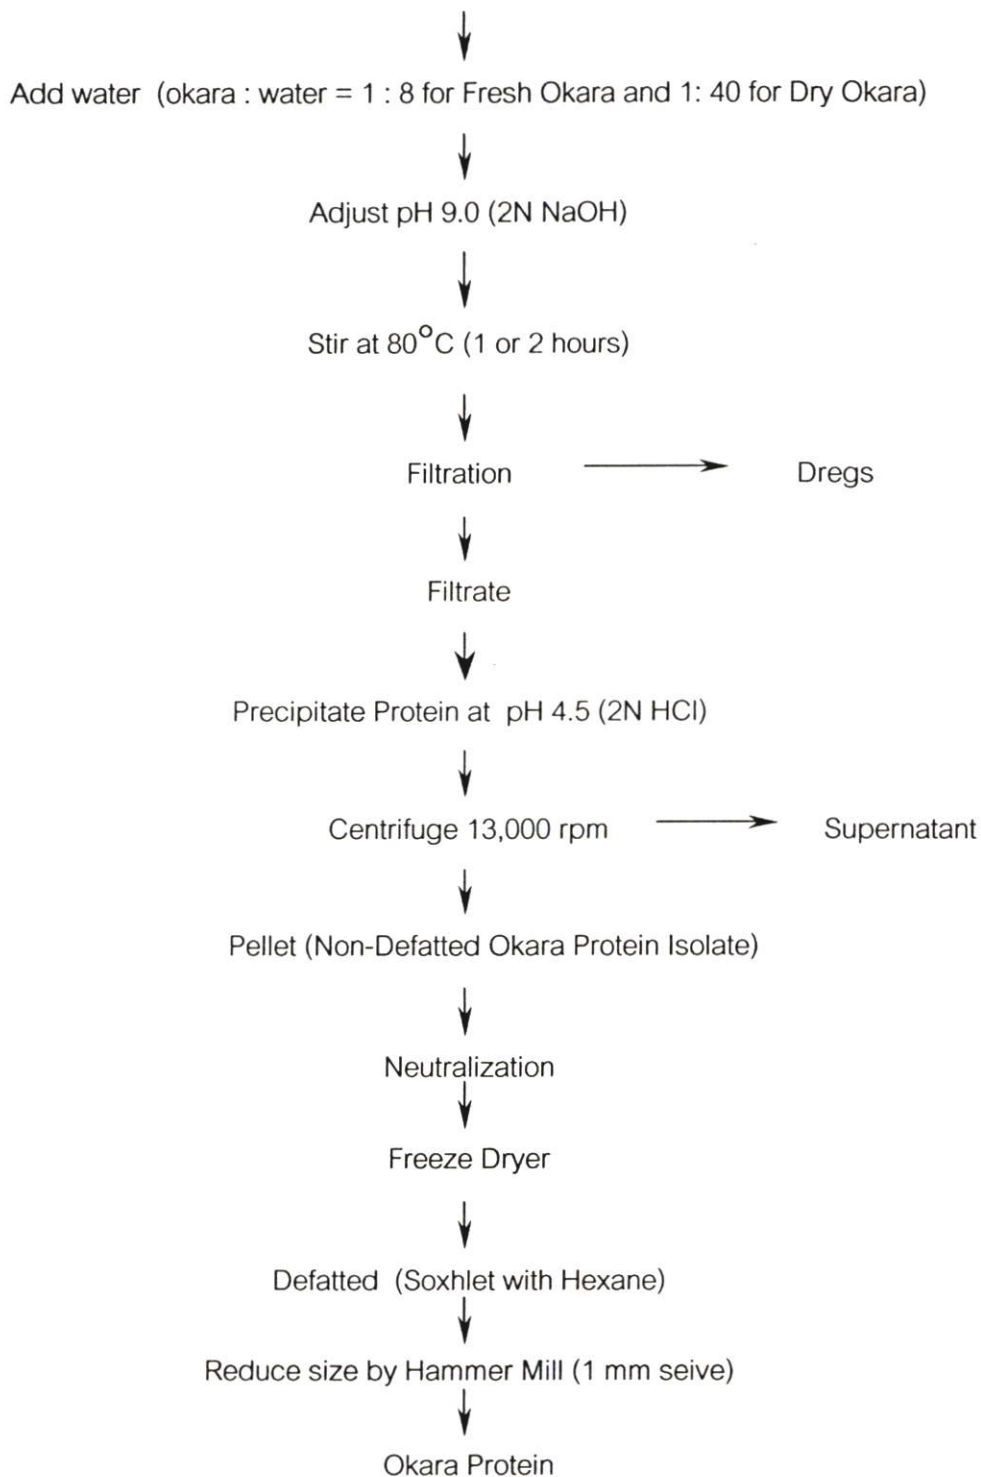 Add water (okara : water = 1 : 8 for Fresh Okara and 1: 40 for Dry Okara)
Adjust pH 9.0 (2N NaOH)
Stir at 80°C (1 or 2 hours)
Filtration
Dregs
Filtrate
Precipitate Protein at pH 4.5 (2N HCl)
Centrifuge 13,000 rpm
Supernatant
Pellet (Non-Defatted Okara Protein Isolate)
Neutralization
Freeze Dryer
Defatted (Soxhlet with Hexane)
Reduce size by Hammer Mill (1 mm seive)
Okara Protein